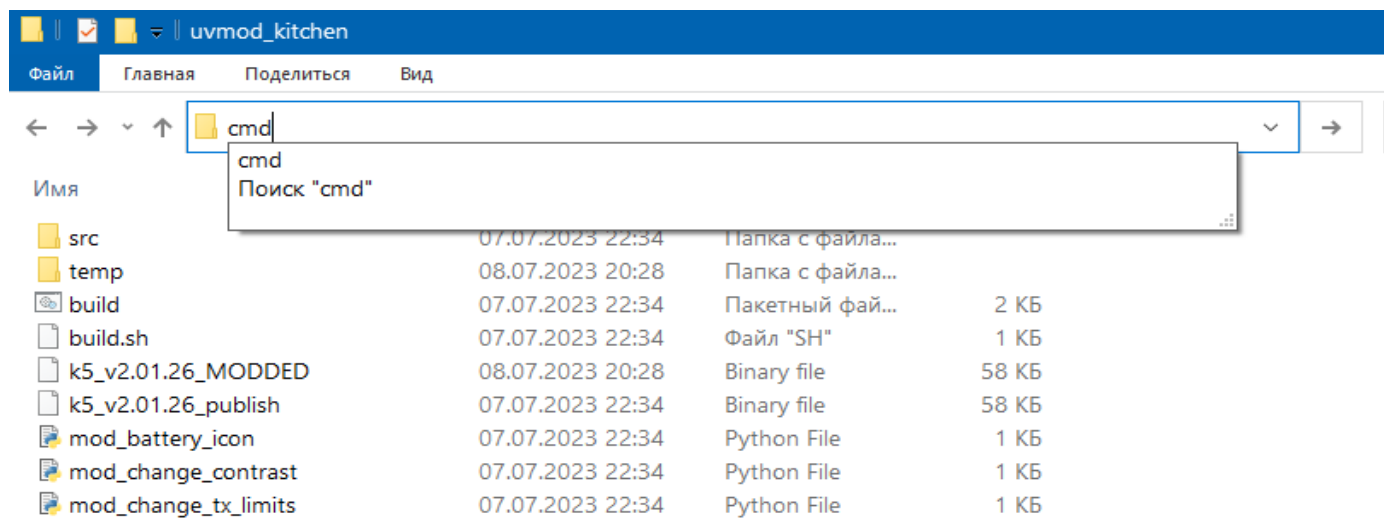 uvmod_kitchen
Файл Главная Поделиться Вид
cmd
cmd
Поиск "cmd"
Имя
src 07.07.2023 22:34 Папка с файла...
temp 08.07.2023 20:28 Папка с файла...
build 07.07.2023 22:34 Пакетный фай... 2 КБ
build.sh 07.07.2023 22:34 Файл "SH" 1 КБ
k5_v2.01.26_MODDED 08.07.2023 20:28 Binary file 58 КБ
k5_v2.01.26_publish 07.07.2023 22:34 Binary file 58 КБ
mod_battery_icon 07.07.2023 22:34 Python File 1 КБ
mod_change_contrast 07.07.2023 22:34 Python File 1 КБ
mod_change_tx_limits 07.07.2023 22:34 Python File 1 КБ